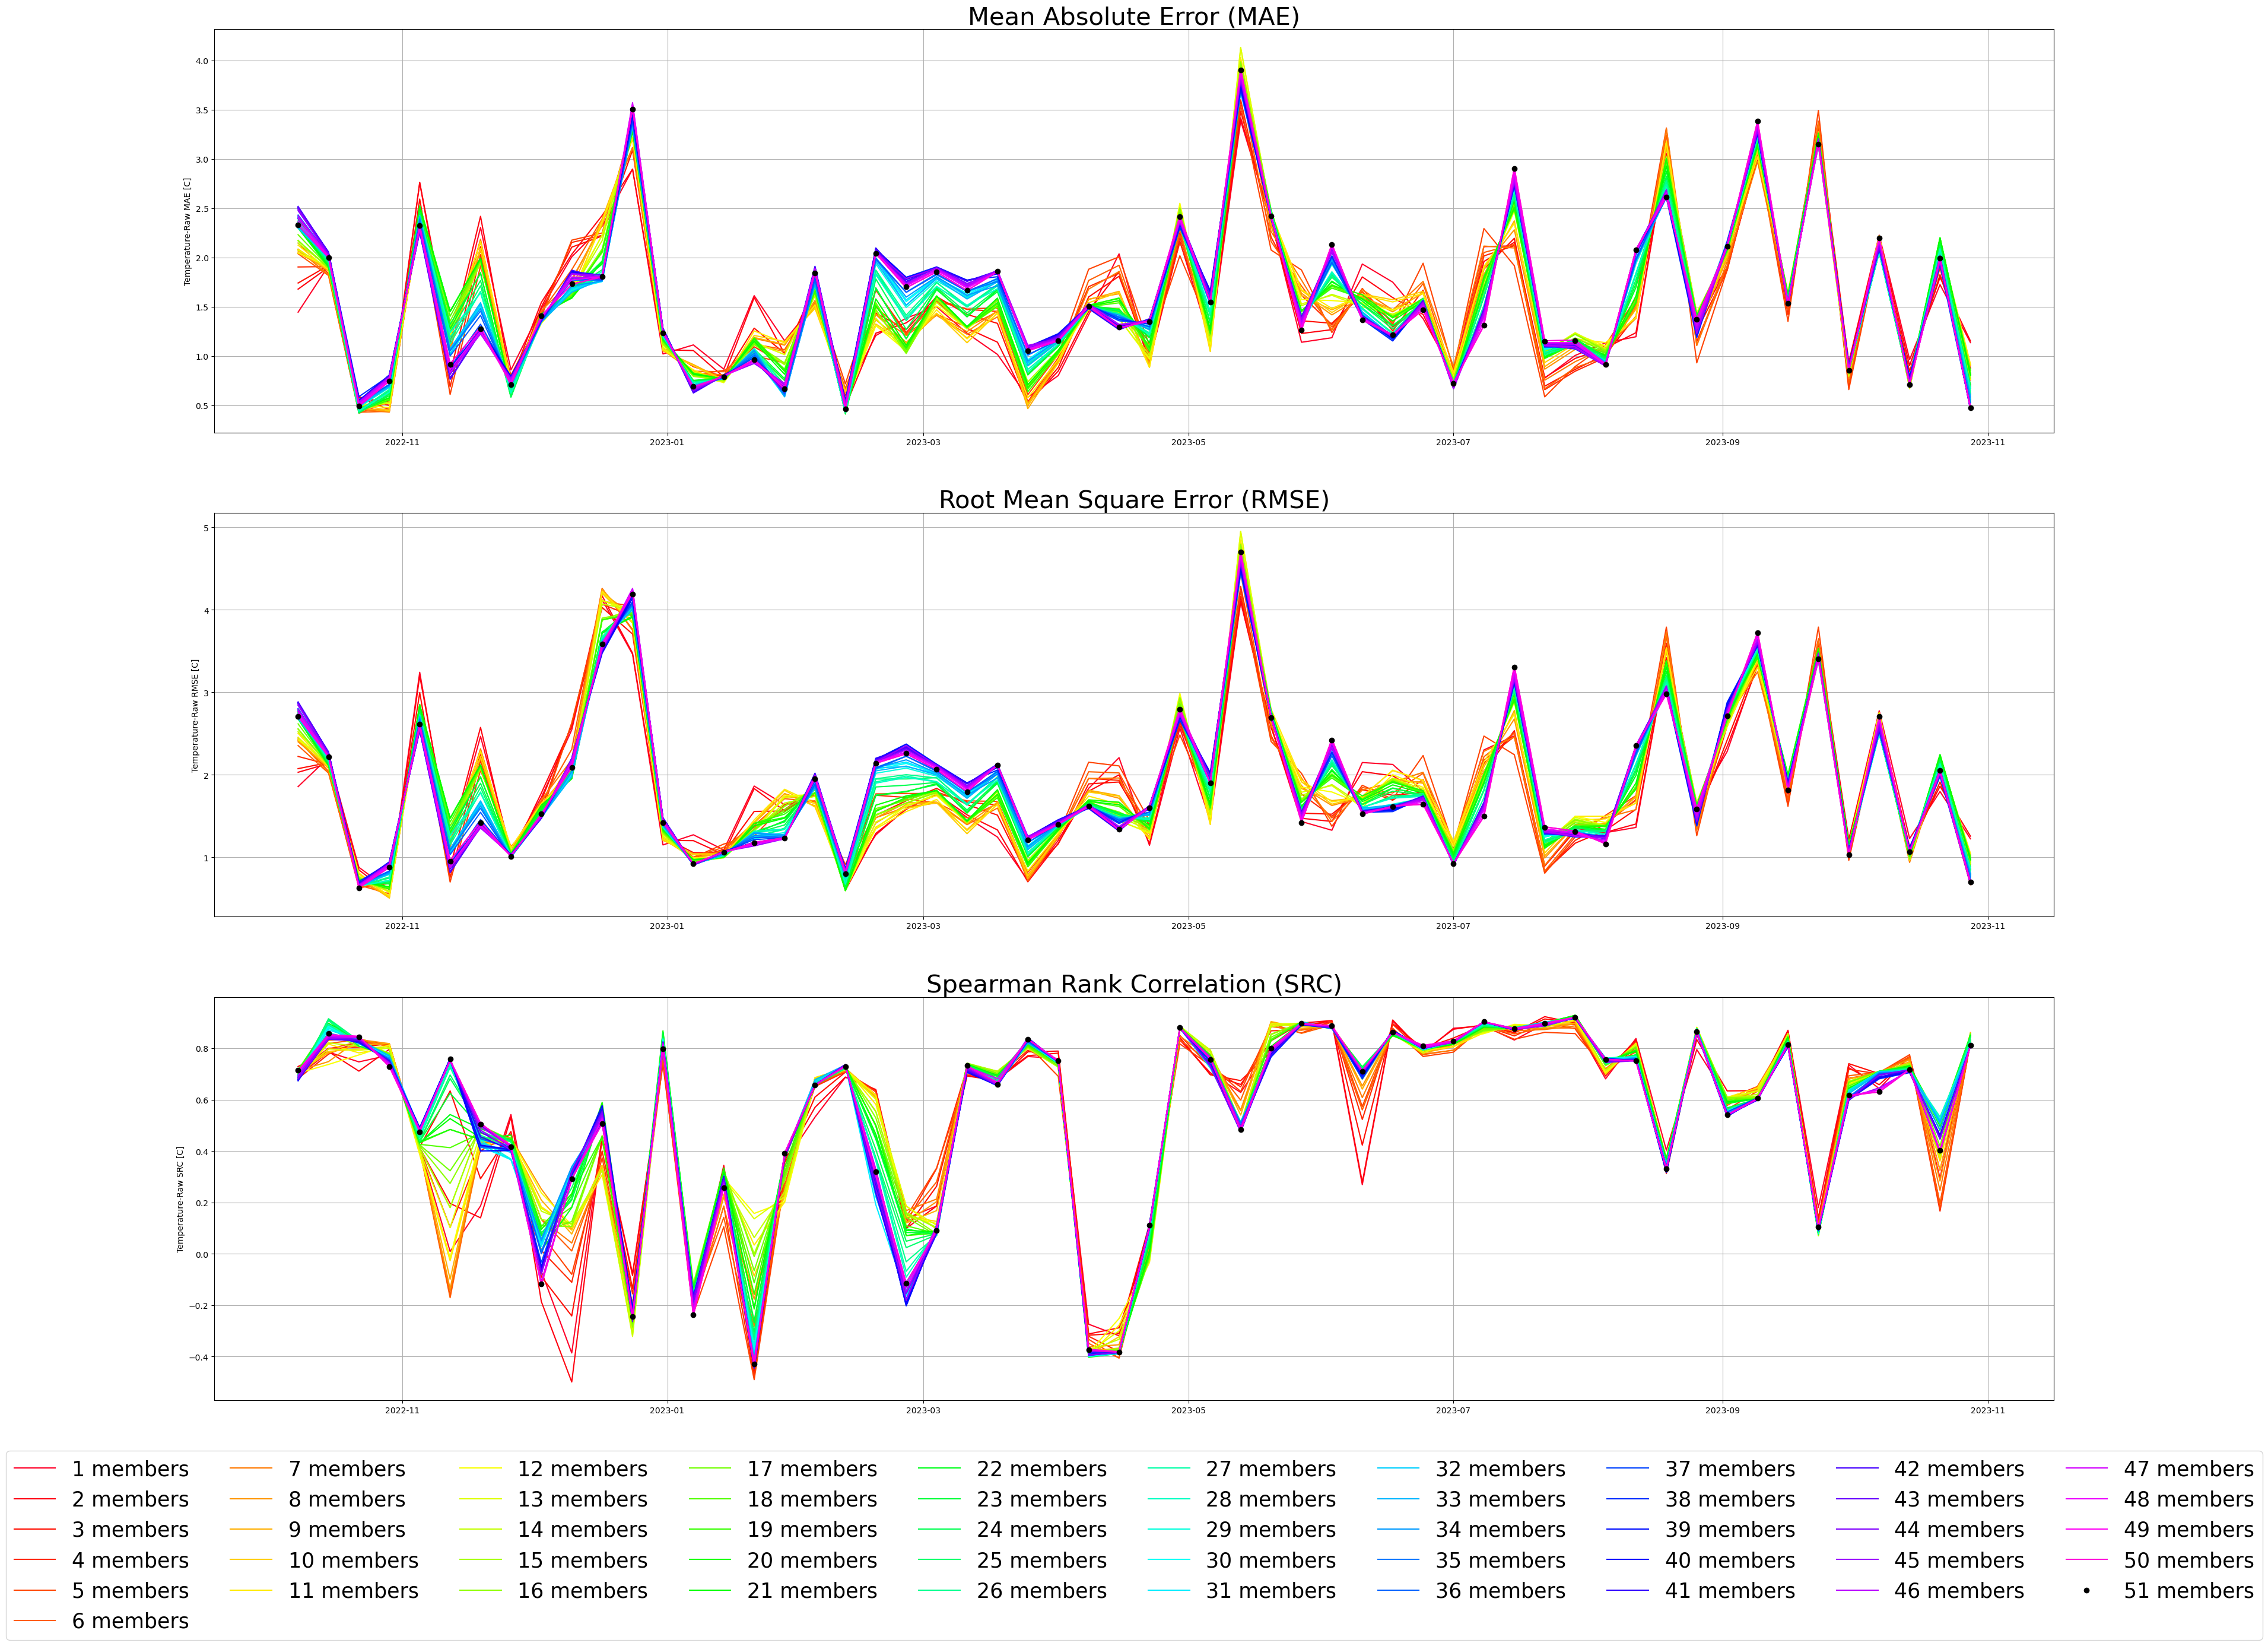 Mean Absolute Error (MAE)
4.0
3.5
3.0
2.5
2.0
1.5
1.0
0.5
Temperature-Raw MAE [C]
2022-11 2023-01 2023-03 2023-05 2023-07 2023-09 2023-11
Root Mean Square Error (RMSE)
5
4
3
2
1
Temperature-Raw RMSE [C]
2022-11 2023-01 2023-03 2023-05 2023-07 2023-09 2023-11
Spearman Rank Correlation (SRC)
0.8
0.6
0.4
0.2
0.0
−0.2
−0.4
Temperature-Raw SRC [C]
2022-11 2023-01 2023-03 2023-05 2023-07 2023-09 2023-11
1 members 7 members 12 members 17 members 22 members 27 members 32 members 37 members 42 members 47 members
2 members 8 members 13 members 18 members 23 members 28 members 33 members 38 members 43 members 48 members
3 members 9 members 14 members 19 members 24 members 29 members 34 members 39 members 44 members 49 members
4 members 10 members 15 members 20 members 25 members 30 members 35 members 40 members 45 members 50 members
5 members 11 members 16 members 21 members 26 members 31 members 36 members 41 members 46 members 51 members
6 members